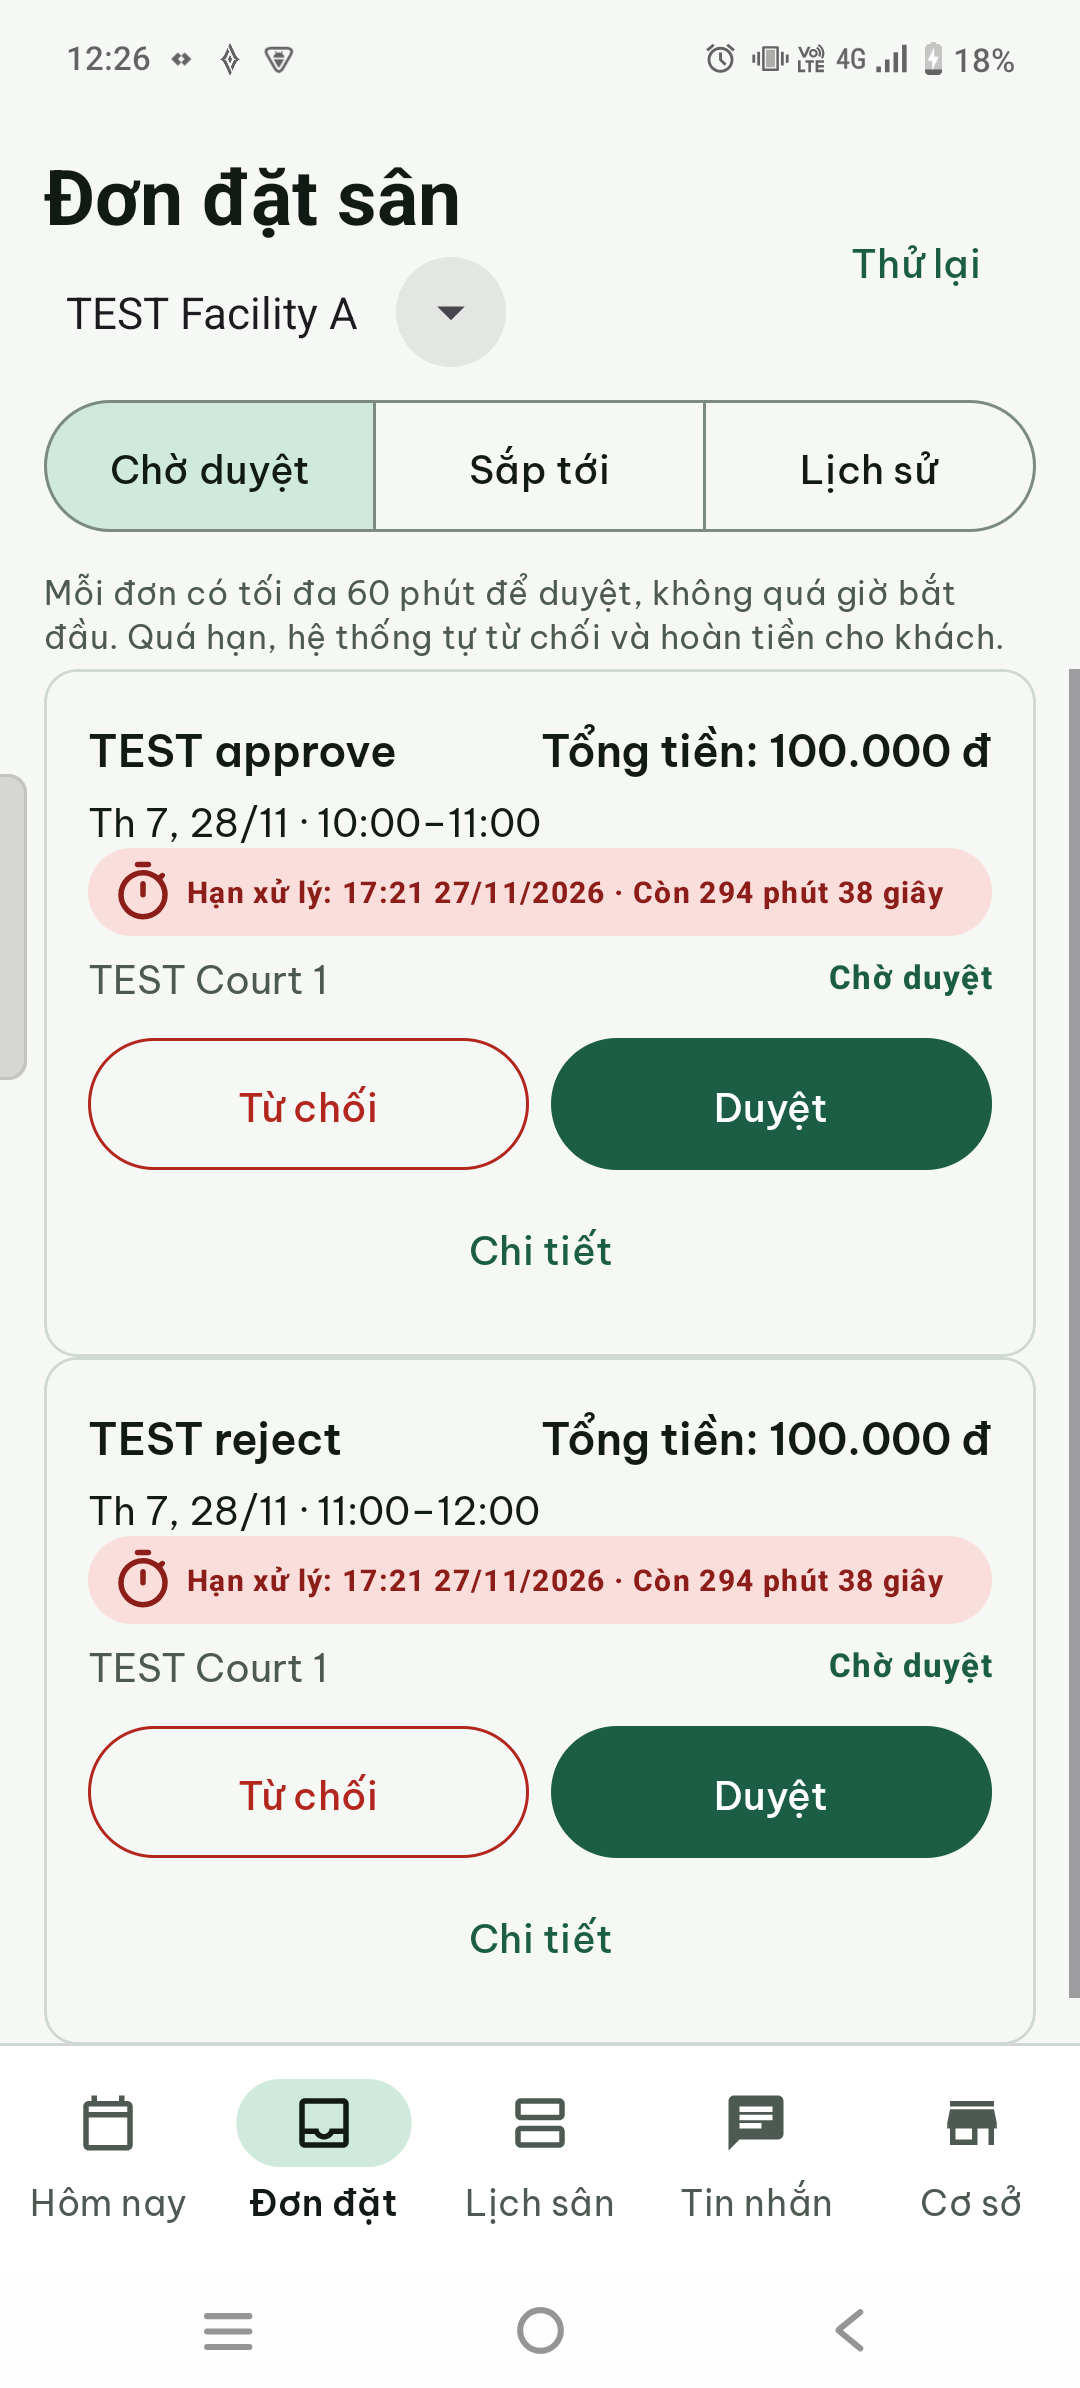 12:26
VoLTE 4G 18%
Đơn đặt sân
Thử lại
TEST Facility A
Chờ duyệt Sắp tới Lịch sử
Mỗi đơn có tối đa 60 phút để duyệt, không quá giờ bắt
đầu. Quá hạn, hệ thống tự từ chối và hoàn tiền cho khách.
TEST approve Tổng tiền: 100.000 đ
Th 7, 28/11 · 10:00–11:00
Hạn xử lý: 17:21 27/11/2026 · Còn 294 phút 38 giây
TEST Court 1 Chờ duyệt
Từ chối Duyệt
Chi tiết
TEST reject Tổng tiền: 100.000 đ
Th 7, 28/11 · 11:00–12:00
Hạn xử lý: 17:21 27/11/2026 · Còn 294 phút 38 giây
TEST Court 1 Chờ duyệt
Từ chối Duyệt
Chi tiết
Hôm nay Đơn đặt Lịch sân Tin nhắn Cơ sở